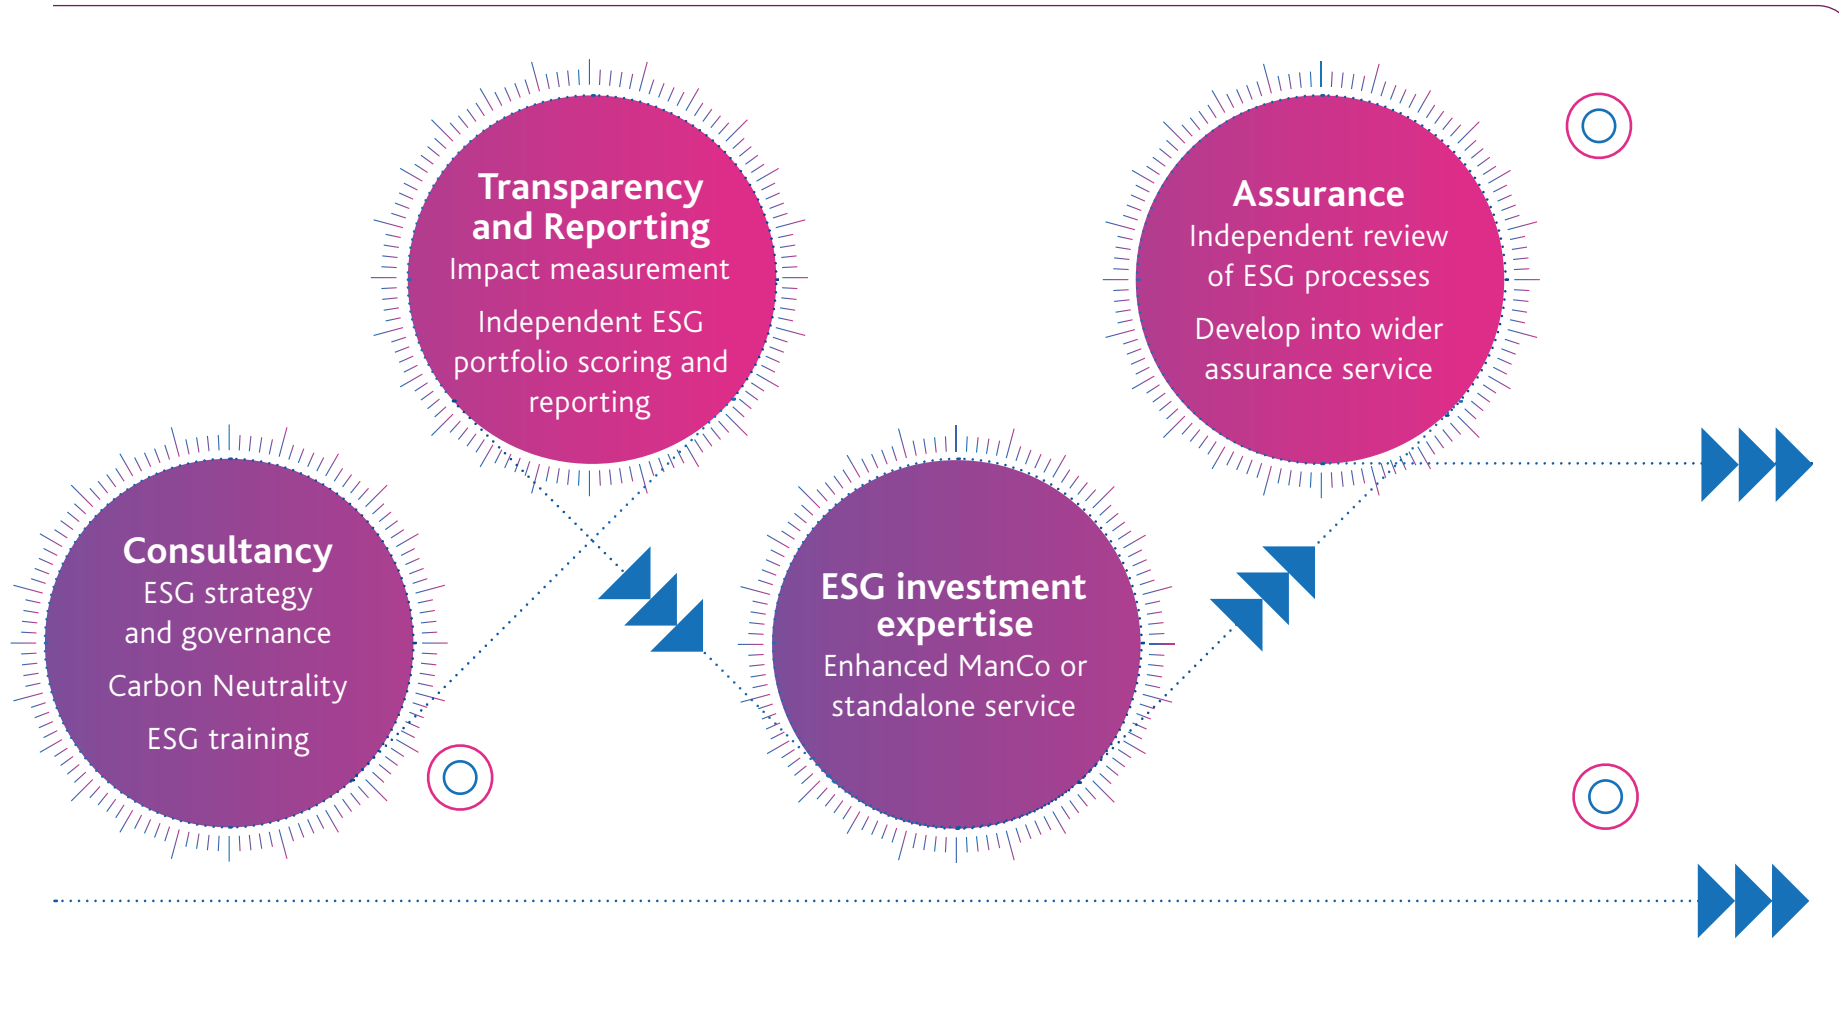 Consultancy
ESG strategy
and governance
Carbon Neutrality
ESG training
Transparency
and Reporting
Impact measurement
Independent ESG
portfolio scoring and
reporting
ESG investment
expertise
Enhanced ManCo or
standalone service
Assurance
Independent review
of ESG processes
Develop into wider
assurance service